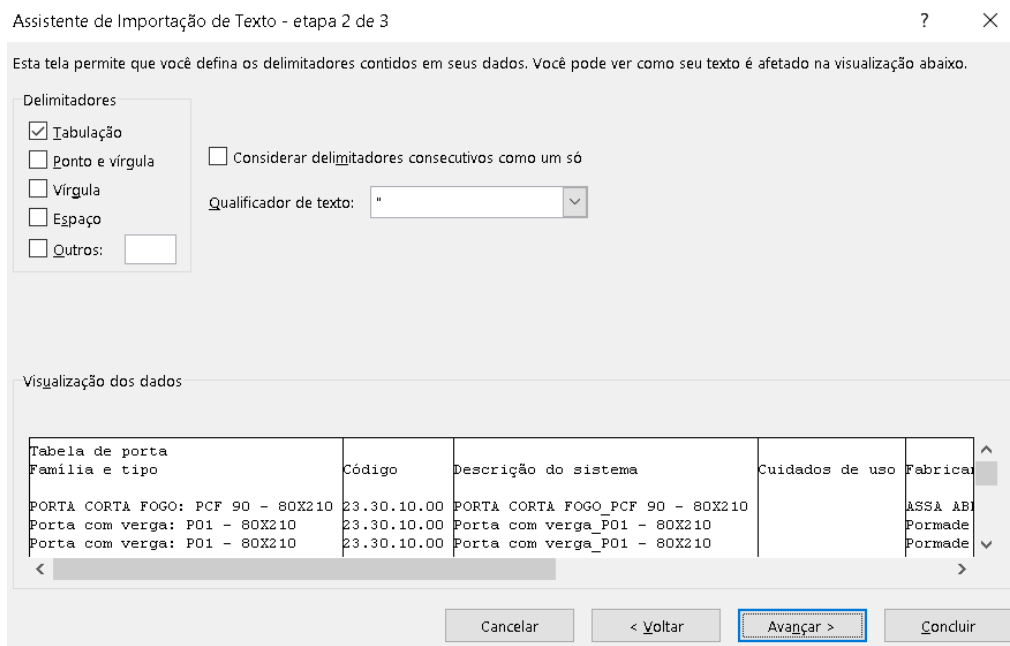 Assistente de Importação de Texto - etapa 2 de 3
Esta tela permite que você defina os delimitadores contidos em seus dados. Você pode ver como seu texto é afetado na visualização abaixo.
Delimitadores
Tabulação
Ponto e vírgula
Vírgula
Espaço
Outros:
Considerar delimitadores consecutivos como um só
Qualificador de texto: "
Visualização dos dados
Tabela de porta
Família e tipo Código Descrição do sistema Cuidados de uso
PORTA CORTA FOGO: PCF 90 - 80X210 23.30.10.00 PORTA CORTA FOGO_PCF 90 - 80X210 ASSA
Porta com verga: P01 - 80X210 23.30.10.00 Porta com verga_P01 - 80X210 Pormade
Porta com verga: P01 - 80X210 23.30.10.00 Porta com verga_P01 - 80X210 Pormade
Cancelar < Voltar Avançar > Concluir